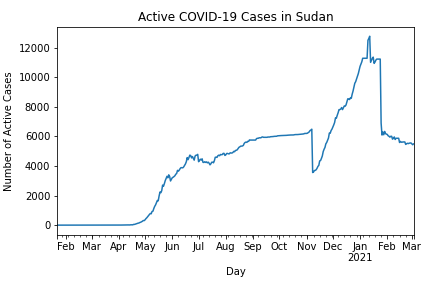 Active COVID-19 Cases in Sudan
Number of Active Cases
12000
10000
8000
6000
4000
2000
0
Feb Mar Apr May Jun Jul Aug Sep Oct Nov Dec Jan Feb Mar
2021
Day